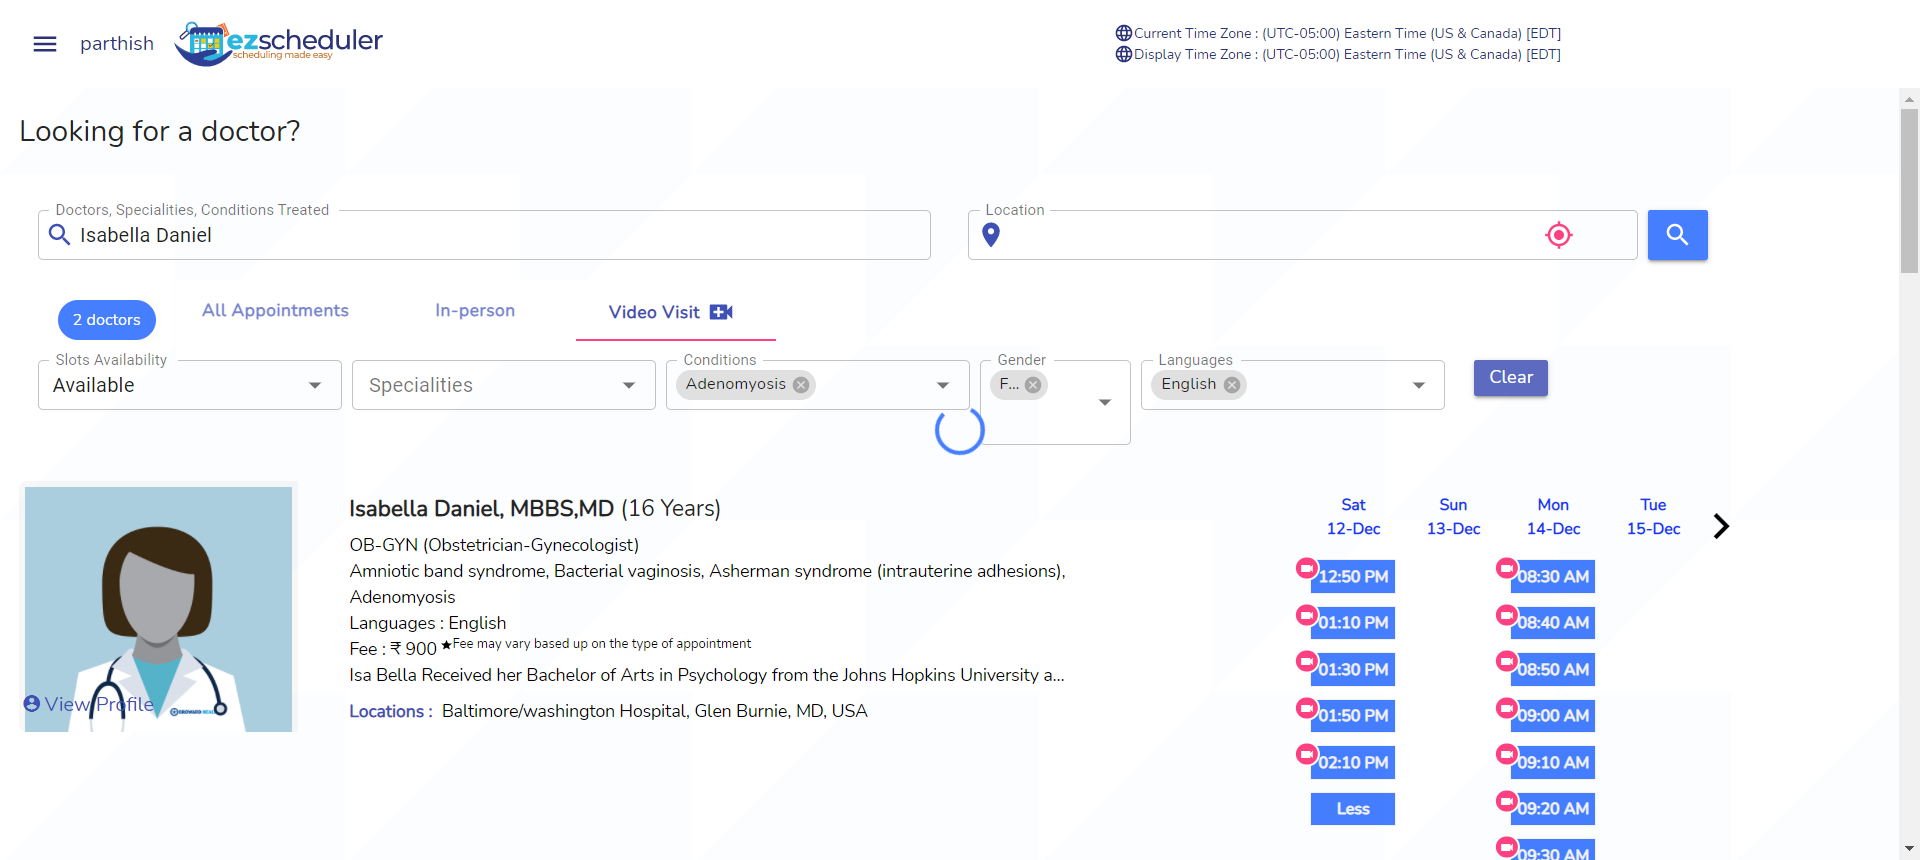 parthish
ezscheduler
scheduling made easy
Current Time Zone : (UTC-05:00) Eastern Time (US & Canada) [EDT]
Display Time Zone : (UTC-05:00) Eastern Time (US & Canada) [EDT]
Looking for a doctor?
Doctors, Specialities, Conditions Treated
Isabella Daniel
Location
2 doctors
All Appointments
In-person
Video Visit
Slots Availability
Available
Specialities
Conditions
Adenomyosis
Gender
F...
Languages
English
Clear
Isabella Daniel, MBBS,MD (16 Years)
OB-GYN (Obstetrician-Gynecologist)
Amniotic band syndrome, Bacterial vaginosis, Asherman syndrome (intrauterine adhesions),
Adenomyosis
Languages : English
Fee : ₹ 900 ★Fee may vary based up on the type of appointment
Isa Bella Received her Bachelor of Arts in Psychology from the Johns Hopkins University a...
Locations : Baltimore/washington Hospital, Glen Burnie, MD, USA
View Profile
BROWARD HEALTH
Sat
12-Dec
Sun
13-Dec
Mon
14-Dec
Tue
15-Dec
12:50 PM
01:10 PM
01:30 PM
01:50 PM
02:10 PM
Less
08:30 AM
08:40 AM
08:50 AM
09:00 AM
09:10 AM
09:20 AM
09:30 AM